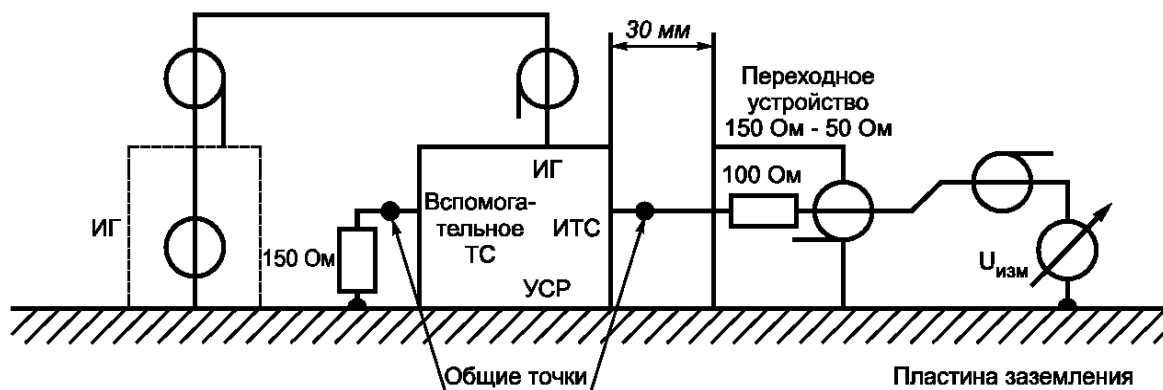 30 мм
Переходное
устройство
150 Ом - 50 Ом
ИГ
100 Ом
Вспомога-
тельное
ТС
ИТС
ИГ
150 Ом
Uизм
УСР
Общие точки
Пластина заземления